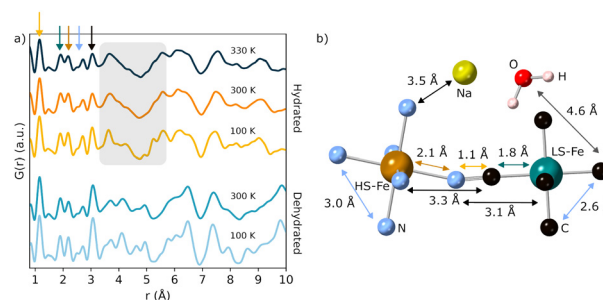 a)
330 K
300 K
100 K
Hydrated
300 K
100 K
Dehydrated
G(r) (a.u.)
1 2 3 4 5 6 7 8 9 10
r (Å)
b)
O
H
3.5 Å
Na
4.6 Å
2.1 Å
1.1 Å
1.8 Å
LS-Fe
HS-Fe
3.0 Å
3.3 Å
3.1 Å
2.6
N
C